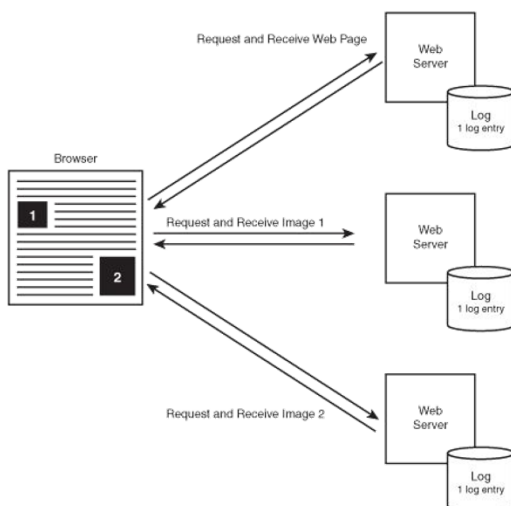 Request and Receive Web Page
Web
Server
Log
1 log entry
Browser
1
2
Request and Receive Image 1
Web
Server
Log
1 log entry
Request and Receive Image 2
Web
Server
Log
1 log entry